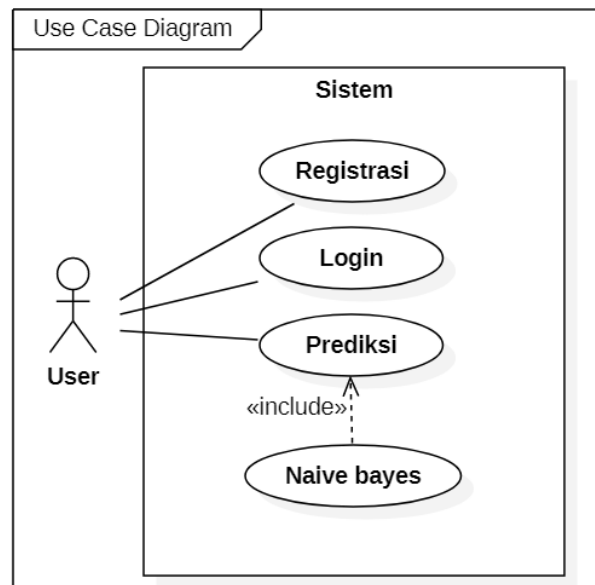 Use Case Diagram
Sistem
Registrasi
Login
Prediksi
User
«include»
Naive bayes